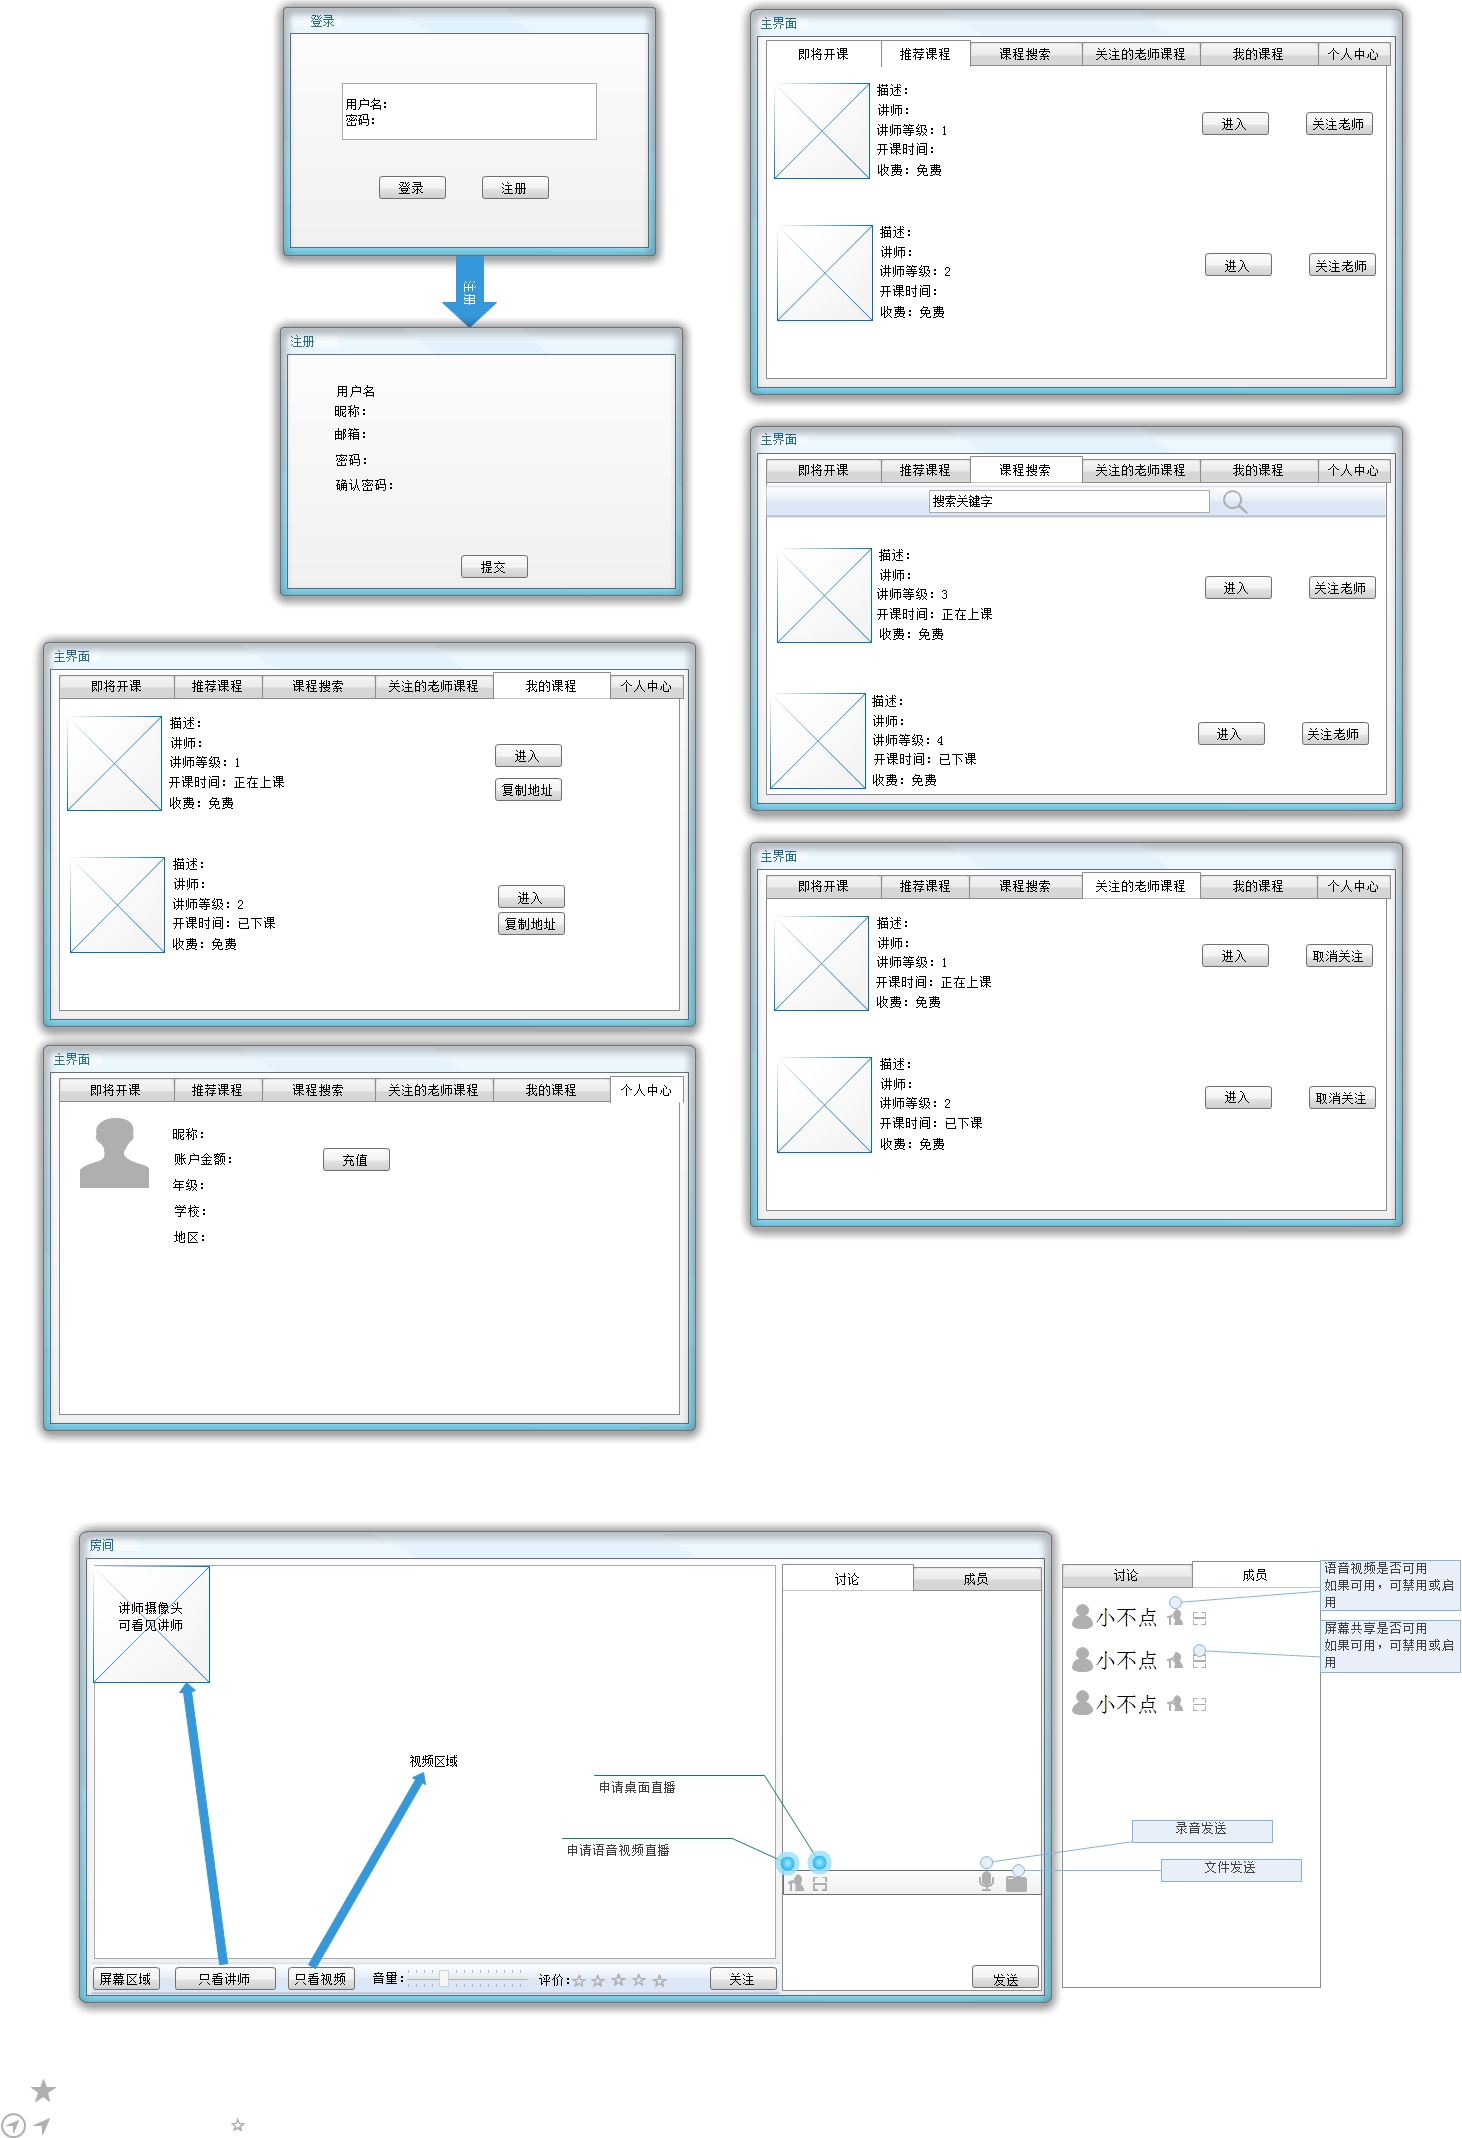 登录
用户名：
密码：
登录
注册
注册
注册
用户名
昵称：
邮箱：
密码：
确认密码：
提交
主界面
即将开课 推荐课程 课程搜索 关注的老师课程 我的课程 个人中心
描述：
讲师：
讲师等级：1
开课时间：
收费：免费
进入
关注老师
描述：
讲师：
讲师等级：2
开课时间：
收费：免费
进入
关注老师
主界面
即将开课 推荐课程 课程搜索 关注的老师课程 我的课程 个人中心
搜索关键字
描述：
讲师：
讲师等级：3
开课时间：正在上课
收费：免费
进入
关注老师
描述：
讲师：
讲师等级：4
开课时间：已下课
收费：免费
进入
关注老师
主界面
即将开课 推荐课程 课程搜索 关注的老师课程 我的课程 个人中心
描述：
讲师：
讲师等级：1
开课时间：正在上课
收费：免费
进入
复制地址
描述：
讲师：
讲师等级：2
开课时间：已下课
收费：免费
进入
复制地址
主界面
即将开课 推荐课程 课程搜索 关注的老师课程 我的课程 个人中心
描述：
讲师：
讲师等级：1
开课时间：正在上课
收费：免费
进入
取消关注
描述：
讲师：
讲师等级：2
开课时间：已下课
收费：免费
进入
取消关注
主界面
即将开课 推荐课程 课程搜索 关注的老师课程 我的课程 个人中心
昵称：
账户金额：
充值
年级：
学校：
地区：
房间
讲师摄像头
可看见讲师
视频区域
申请桌面直播
申请语音视频直播
屏幕区域
只看讲师
只看视频
音量：
评价：
关注
讨论
成员
发送
讨论
成员
小不点
小不点
小不点
语音视频是否可用
如果可用，可禁用或启
用
屏幕共享是否可用
如果可用，可禁用或启
用
录音发送
文件发送